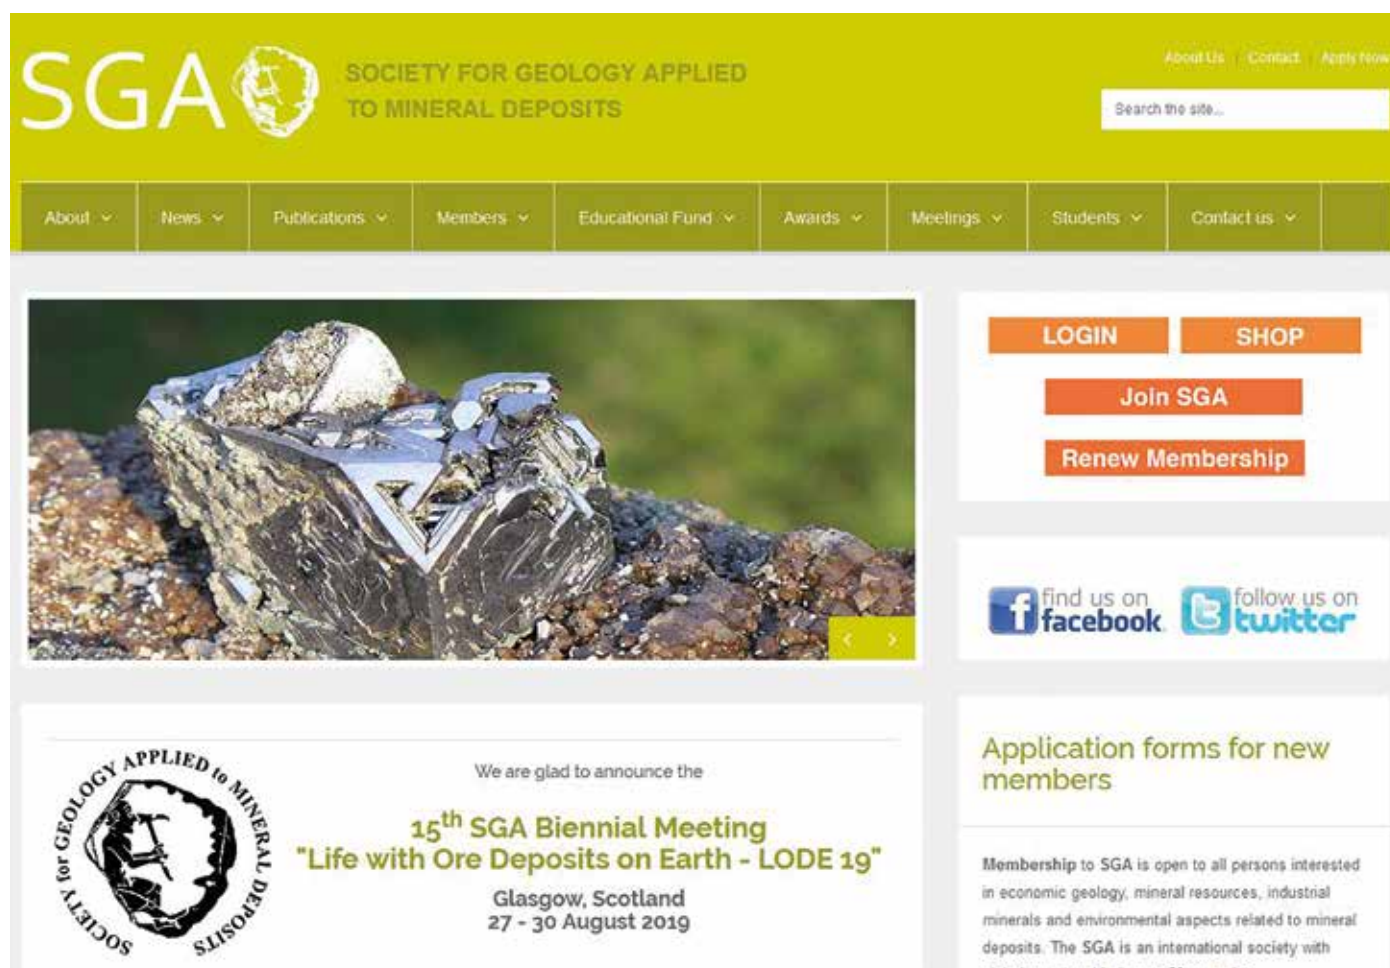 SGA
SOCIETY FOR GEOLOGY APPLIED
TO MINERAL DEPOSITS
About Us | Contact | Apply Now
Search the site...
About
News
Publications
Members
Educational Fund
Awards
Meetings
Students
Contact us
LOGIN
SHOP
Join SGA
Renew Membership
find us on
facebook
follow us on
twitter
SOCIETY for GEOLOGY APPLIED to MINERAL DEPOSITS
We are glad to announce the
15th SGA Biennial Meeting
"Life with Ore Deposits on Earth - LODE 19"
Glasgow, Scotland
27 - 30 August 2019
Application forms for new
members
Membership to SGA is open to all persons interested
in economic geology, mineral resources, industrial
minerals and environmental aspects related to mineral
deposits. The SGA is an international society with